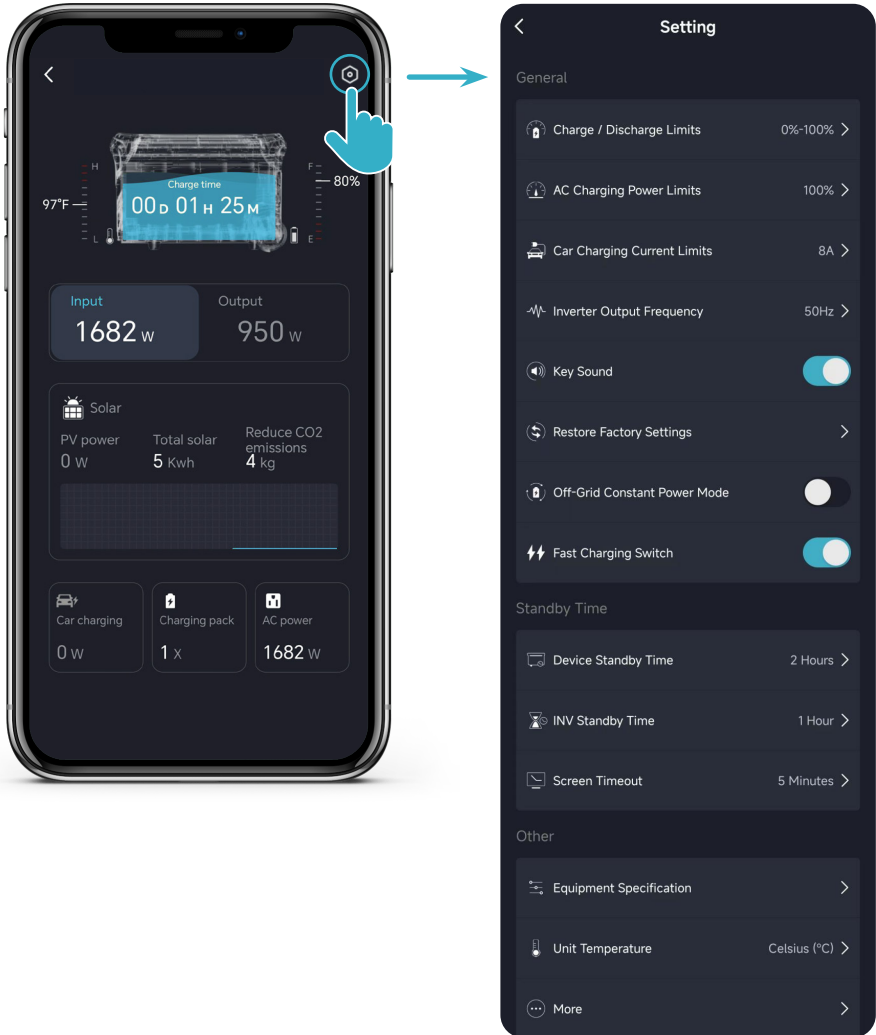 H
F
Charge time
80%
97°F
00 D 01 H 25 M
L
E
Input
Output
1682 W
950 W
Solar
PV power
Total solar
Reduce CO2
emissions
0 W
5 Kwh
4 kg
Car charging
Charging pack
AC power
0 W
1 X
1682 W
Setting
General
Charge / Discharge Limits 0%-100%
AC Charging Power Limits 100%
Car Charging Current Limits 8A
Inverter Output Frequency 50Hz
Key Sound
Restore Factory Settings
Off-Grid Constant Power Mode
Fast Charging Switch
Standby Time
Device Standby Time 2 Hours
INV Standby Time 1 Hour
Screen Timeout 5 Minutes
Other
Equipment Specification
Unit Temperature Celsius (°C)
More